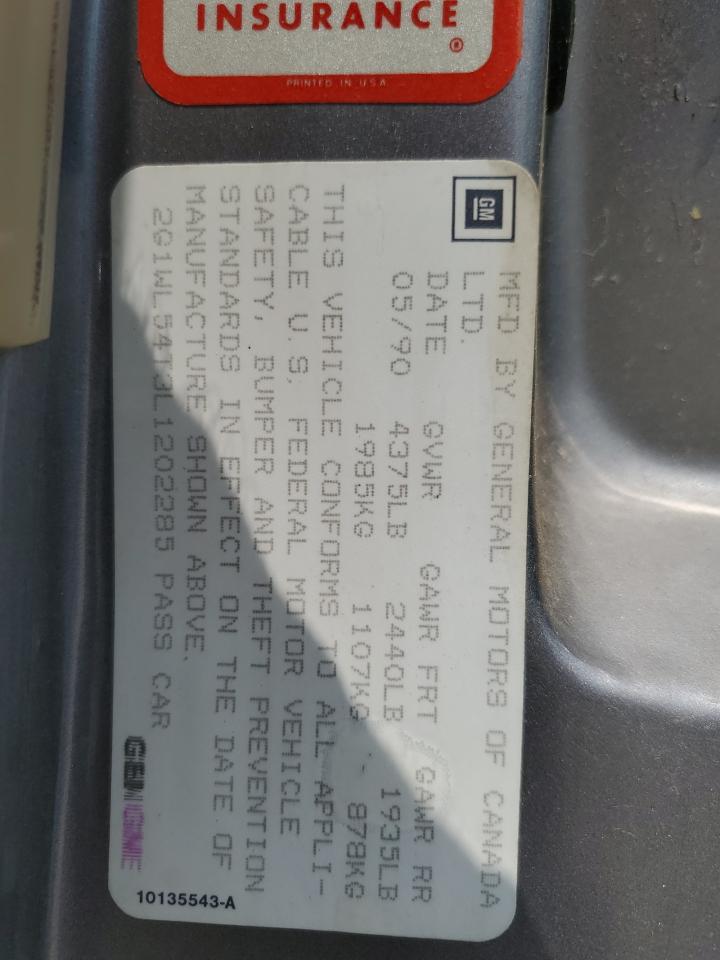 INSURANCE
®
PRINTED IN U.S.A.
GM
MFD BY GENERAL MOTORS OF CANADA
LTD.
DATE GVWR GAWR FRT GAWR RR
05/90 4375LB 2440LB 1935LB
1985KG 1107KG 878KG
THIS VEHICLE CONFORMS TO ALL APPLI-
CABLE U.S. FEDERAL MOTOR VEHICLE
SAFETY, BUMPER AND THEFT PREVENTION
STANDARDS IN EFFECT ON THE DATE OF
MANUFACTURE SHOWN ABOVE.
2G1WL54T3L1202285 PASS CAR
10135543-A